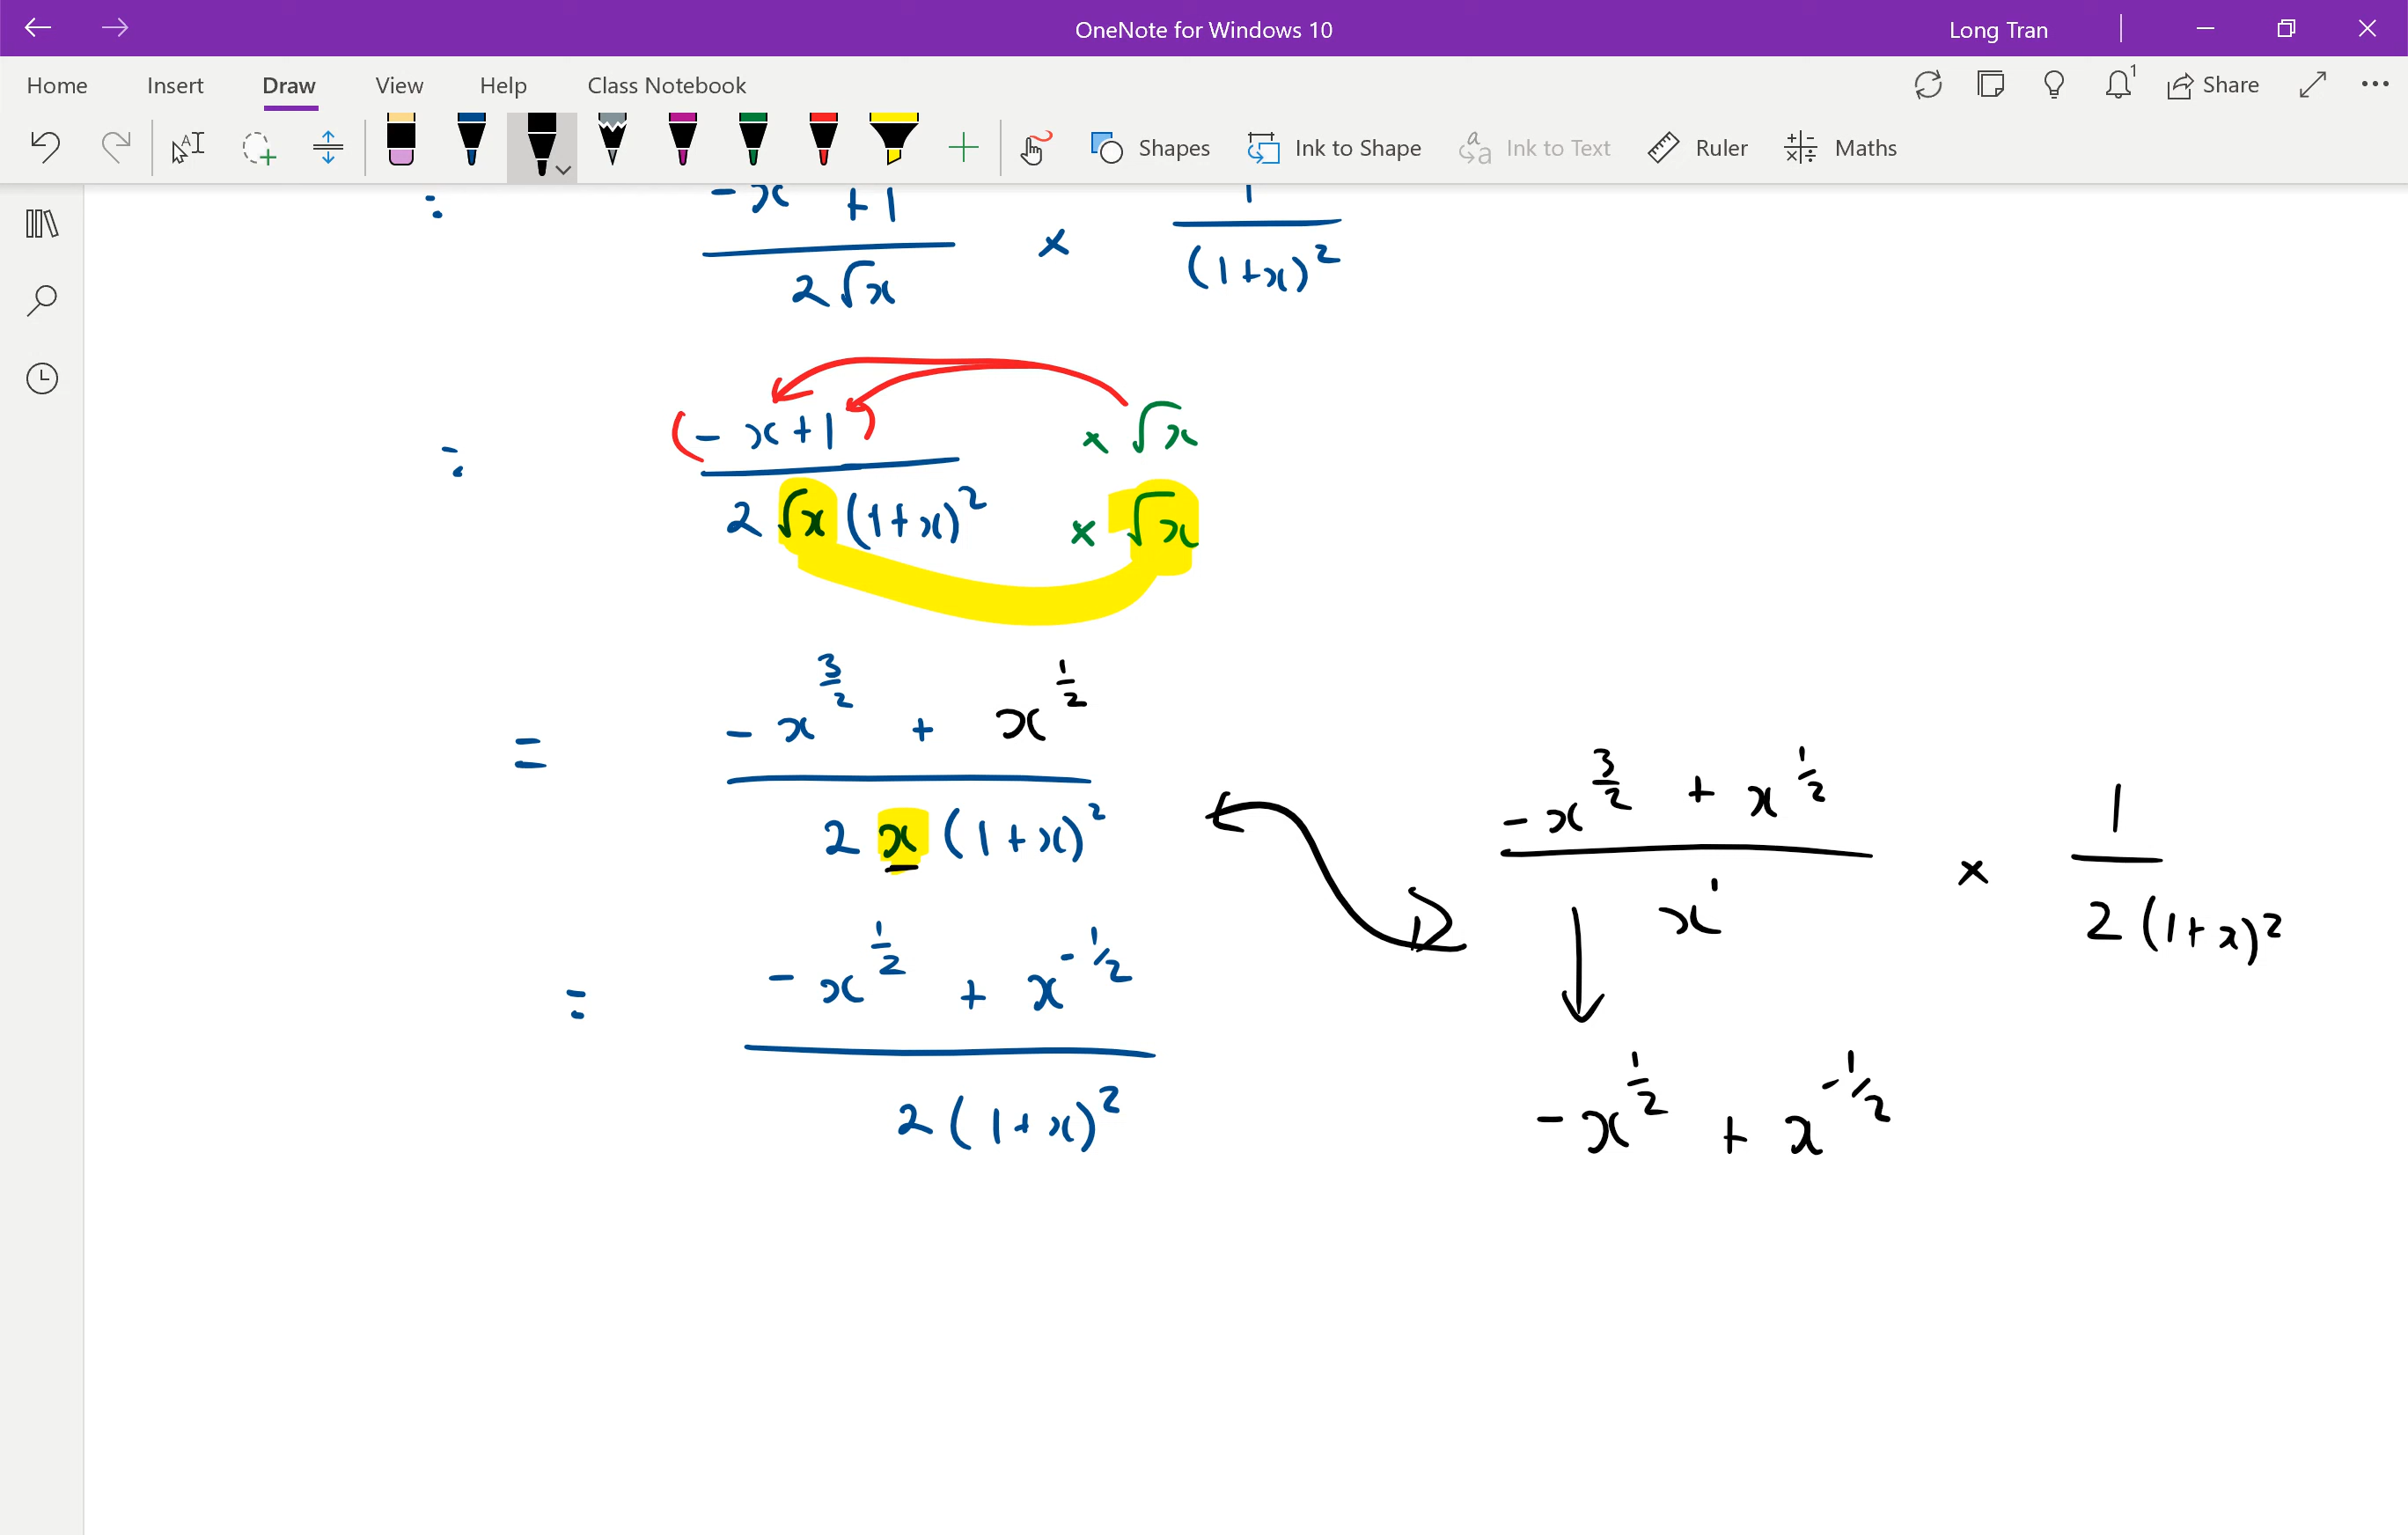 OneNote for Windows 10
Long Tran
Home Insert Draw View Help Class Notebook
1 Share
Shapes Ink to Shape Ink to Text Ruler Maths
= (-x + 1)/(2√x) × 1/(1+x)²
= (-x+1)/(2√x(1+x)²) × √x / × √x
= (-x^(3/2) + x^(1/2))/(2x(1+x)²)
(-x^(3/2) + x^(1/2))/x¹ × 1/(2(1+x)²)
= (-x^(1/2) + x^(-1/2))/(2(1+x)²)
-x^(1/2) + x^(-1/2)